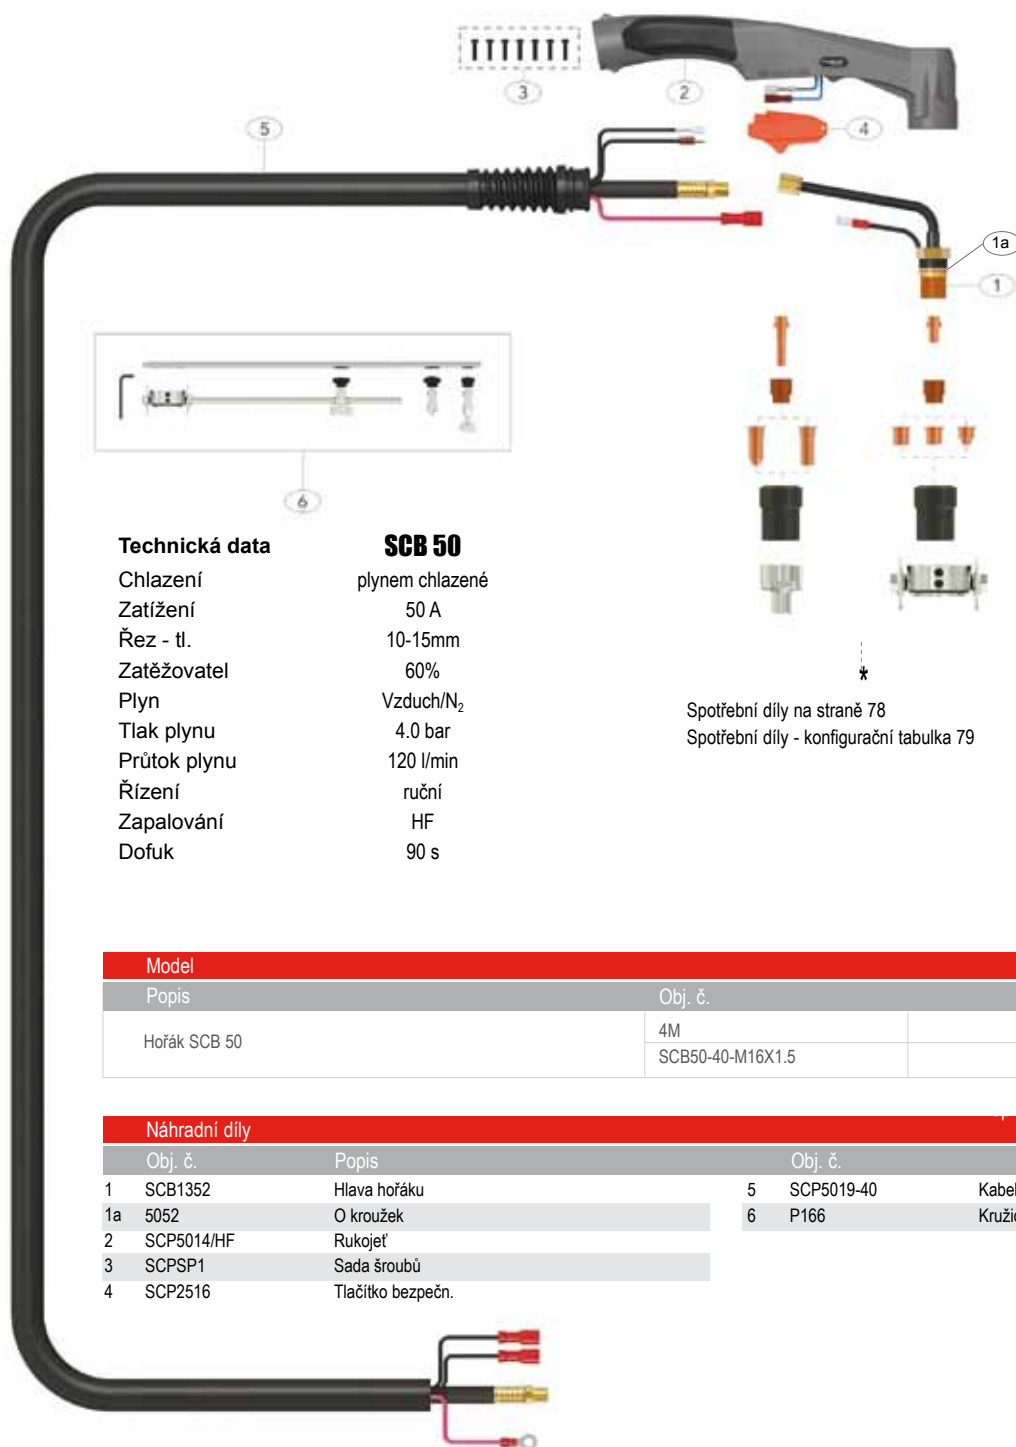 3
2
4
5
1a
1
6
Technická data SCB 50
Chlazení plynem chlazené
Zatížení 50 A
Řez - tl. 10-15mm
Zatěžovatel 60%
Plyn Vzduch/N₂
Tlak plynu 4.0 bar
Průtok plynu 120 l/min
Řízení ruční
Zapalování HF
Dofuk 90 s
*
Spotřební díly na straně 78
Spotřební díly - konfigurační tabulka 79
Model
Popis Obj. č.
Hořák SCB 50
4M
SCB50-40-M16X1.5
Náhradní díly
Obj. č. Popis Obj. č.
1 SCB1352 Hlava hořáku 5 SCP5019-40 Kabel
1a 5052 O kroužek 6 P166
2 SCP5014/HF Rukojeť
3 SCPSP1 Sada šroubů
4 SCP2516 Tlačítko bezpečn.